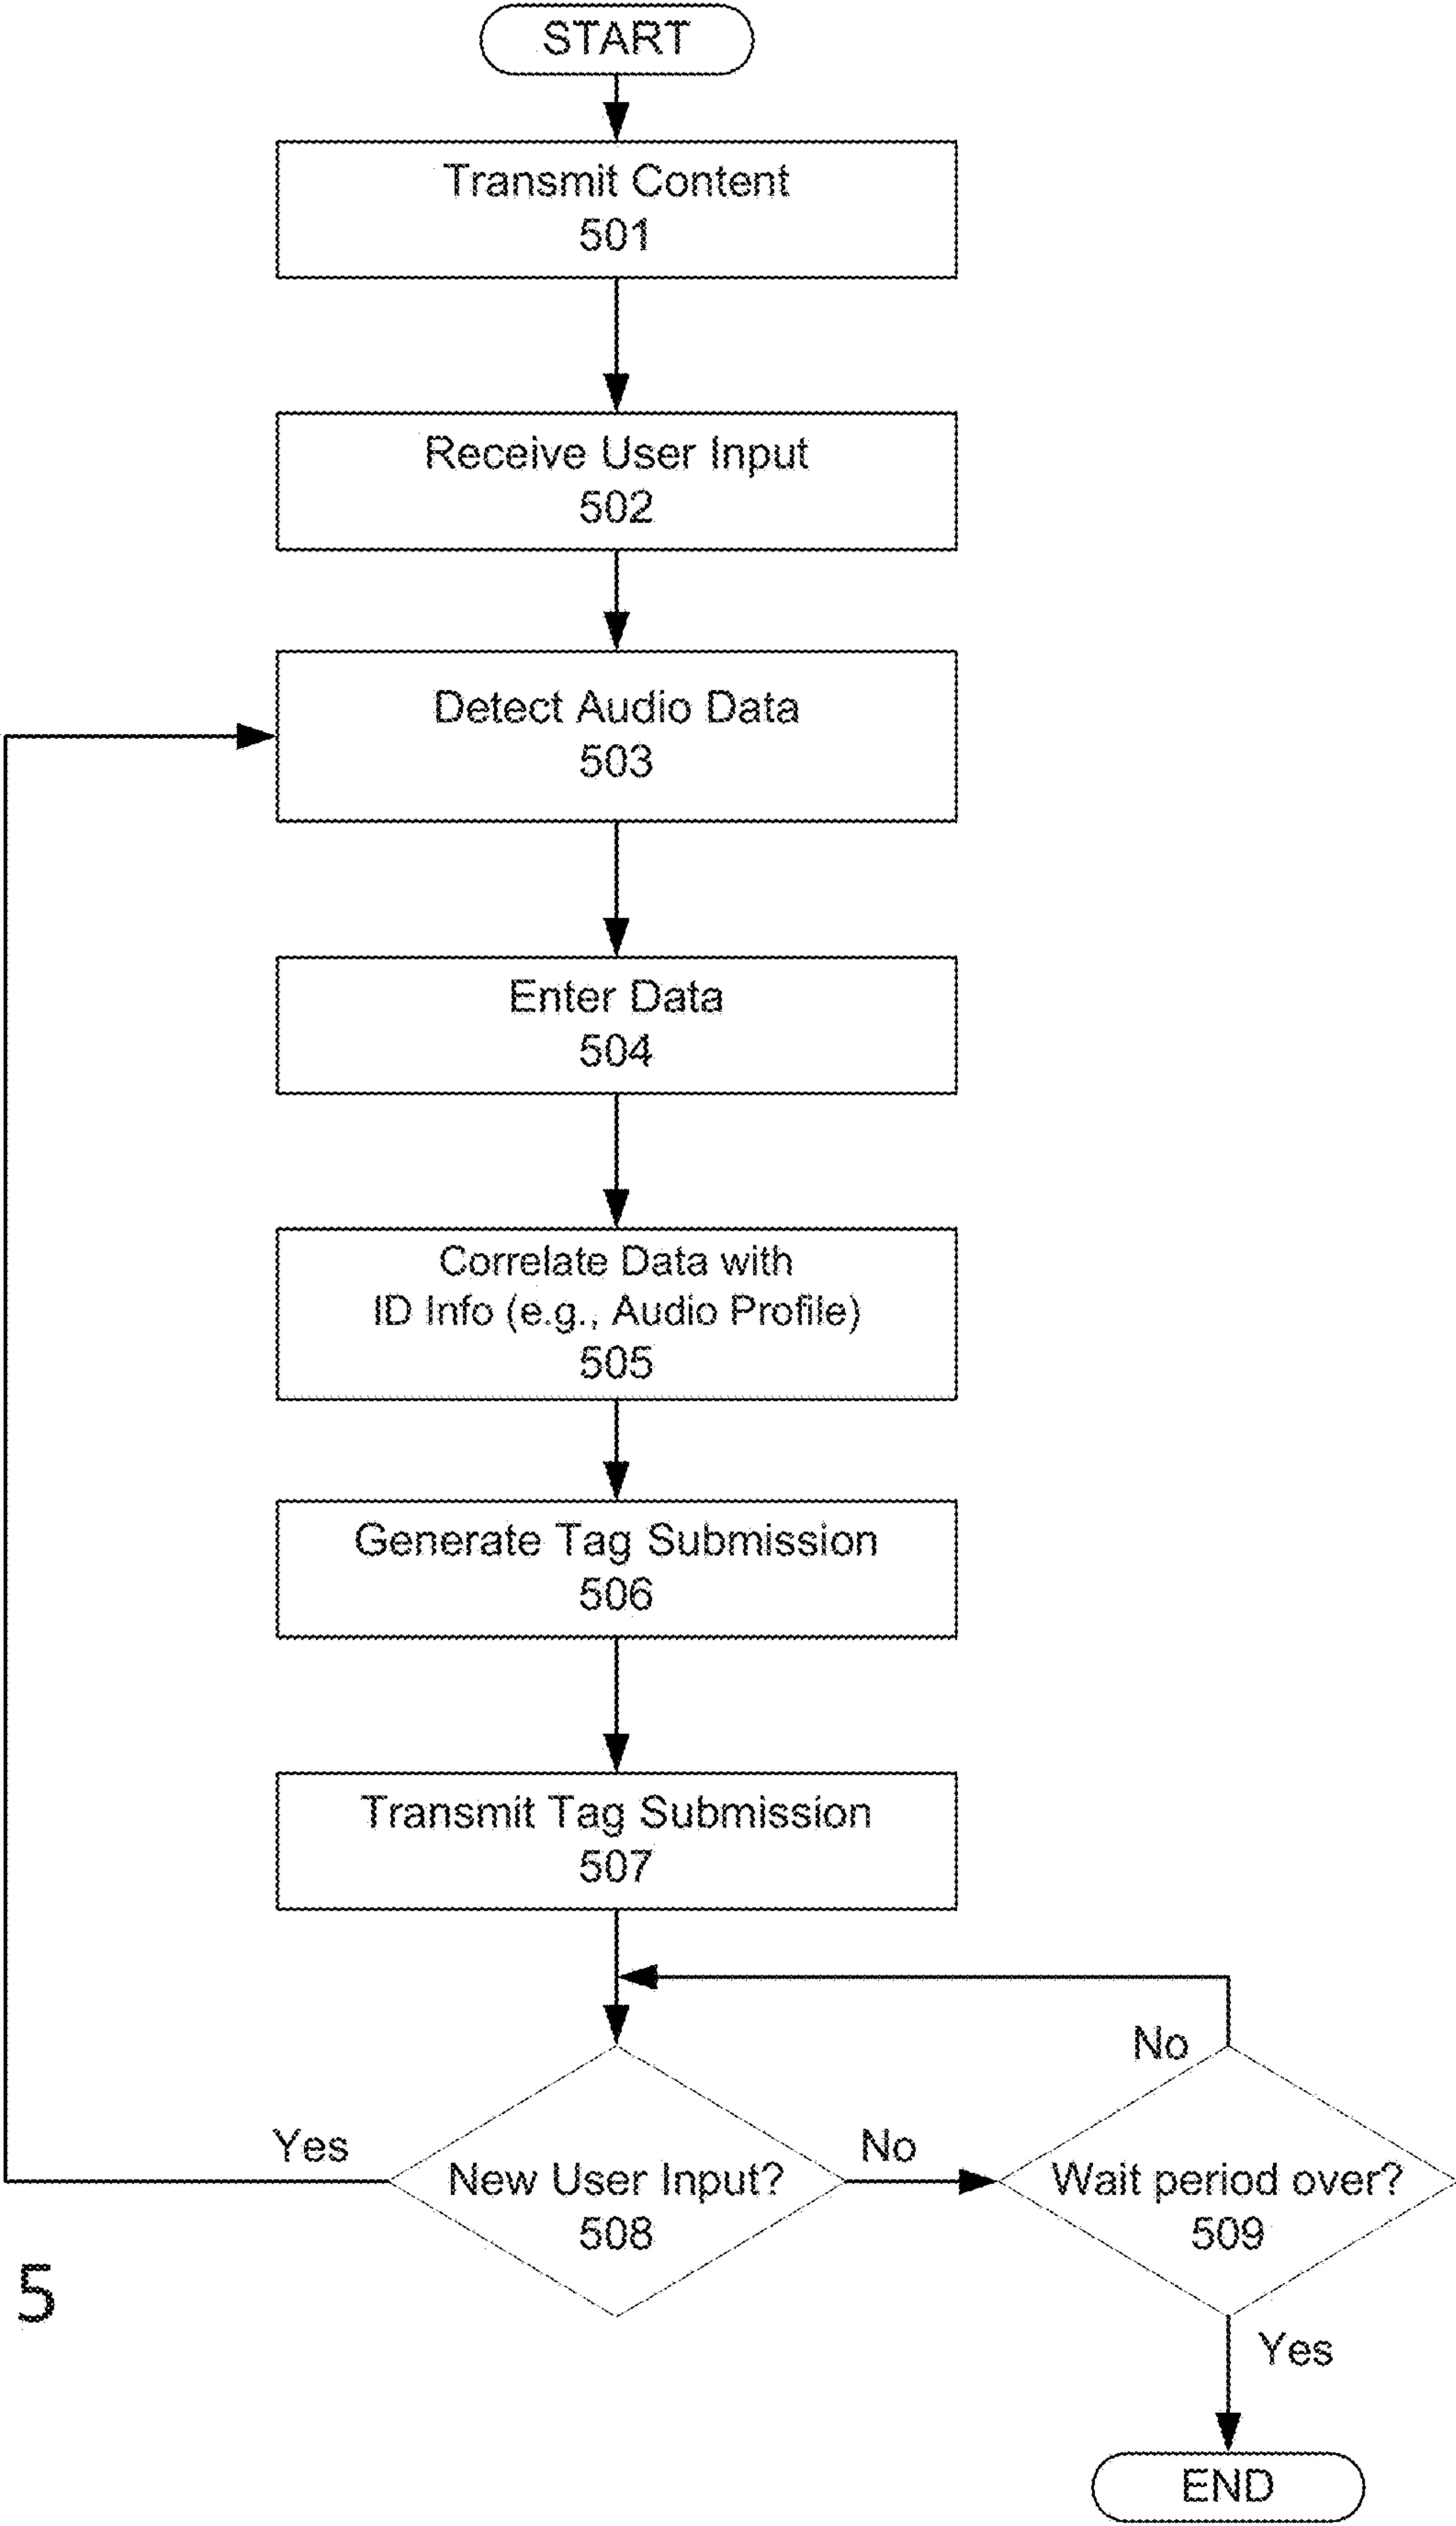 START
Transmit Content
501
Receive User Input
502
Detect Audio Data
503
Enter Data
504
Correlate Data with
ID Info (e.g., Audio Profile)
505
Generate Tag Submission
506
Transmit Tag Submission
507
No
Yes
No
New User Input?
508
Wait period over?
509
5
Yes
END